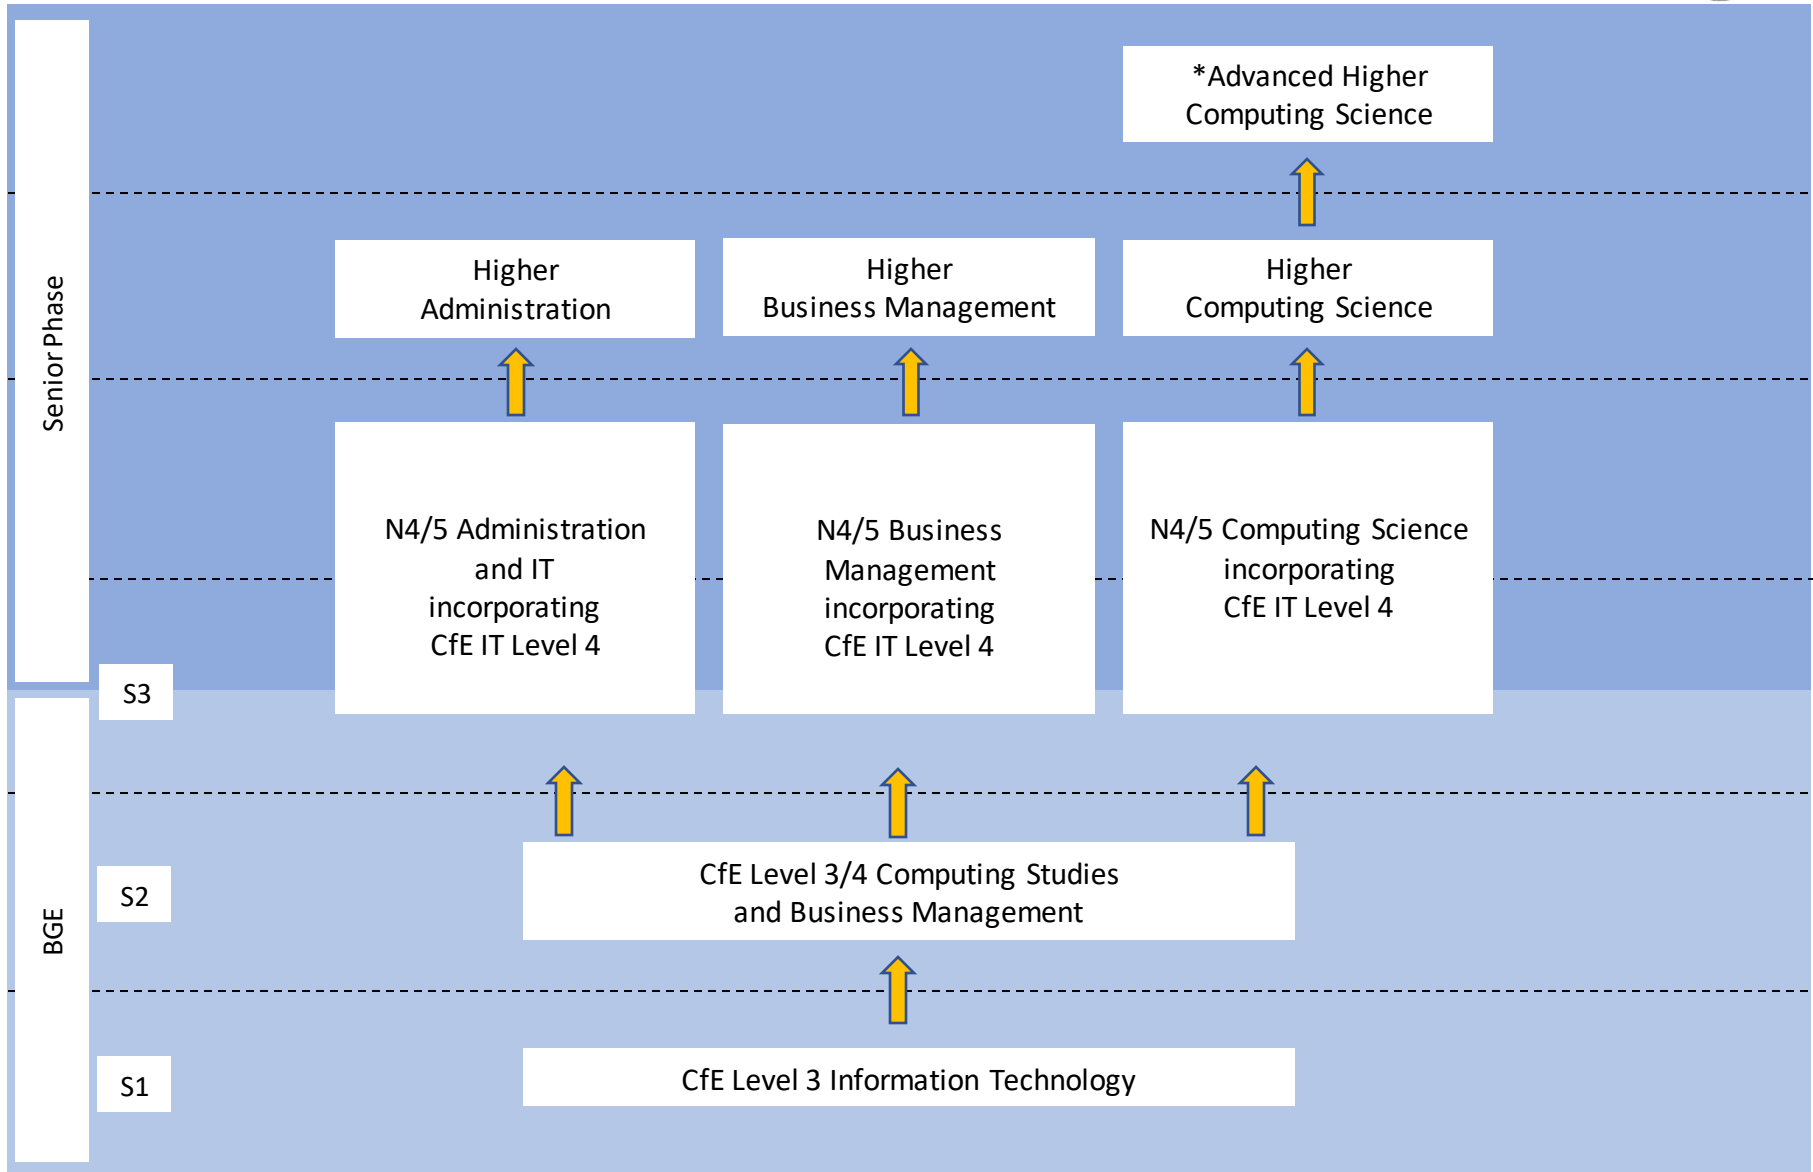 *Advanced Higher
Computing Science
Higher
Administration
Higher
Business Management
Higher
Computing Science
Senior Phase
N4/5 Administration
and IT
incorporating
CfE IT Level 4
N4/5 Business
Management
incorporating
CfE IT Level 4
N4/5 Computing Science
incorporating
CfE IT Level 4
S3
BGE
S2
CfE Level 3/4 Computing Studies
and Business Management
S1
CfE Level 3 Information Technology